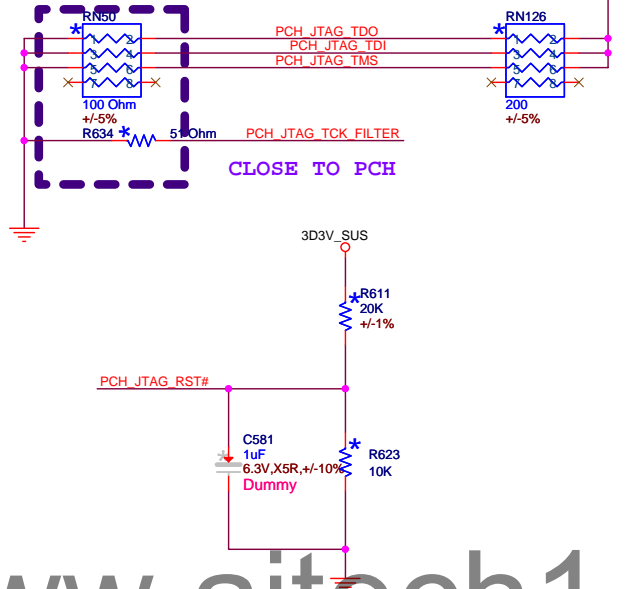 RN50
RN126
* 1 2
3 4
5 6
7 8
PCH_JTAG_TDO
PCH_JTAG_TDI
PCH_JTAG_TMS
* 1 2
3 4
5 6
7 8
100 Ohm
+/-5%
200
+/-5%
R634 * 51 Ohm
PCH_JTAG_TCK_FILTER
CLOSE TO PCH
3D3V_SUS
* R611
20K
+/-1%
PCH_JTAG_RST#
C581
* 1uF
6.3V,X5R,+/-10%
Dummy
* R623
10K